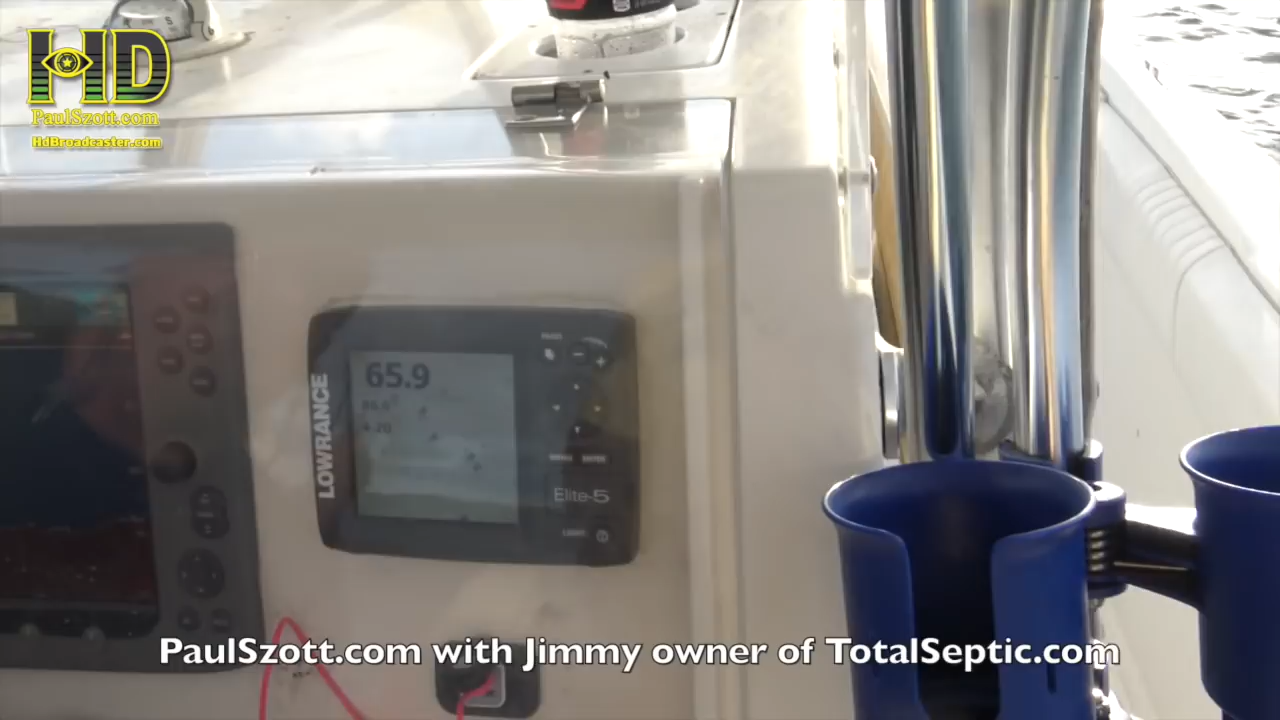 HD
PaulSzott.com
HdBroadcaster.com
LOWRANCE
65.9
Elite-5
PaulSzott.com with Jimmy owner of TotalSeptic.com